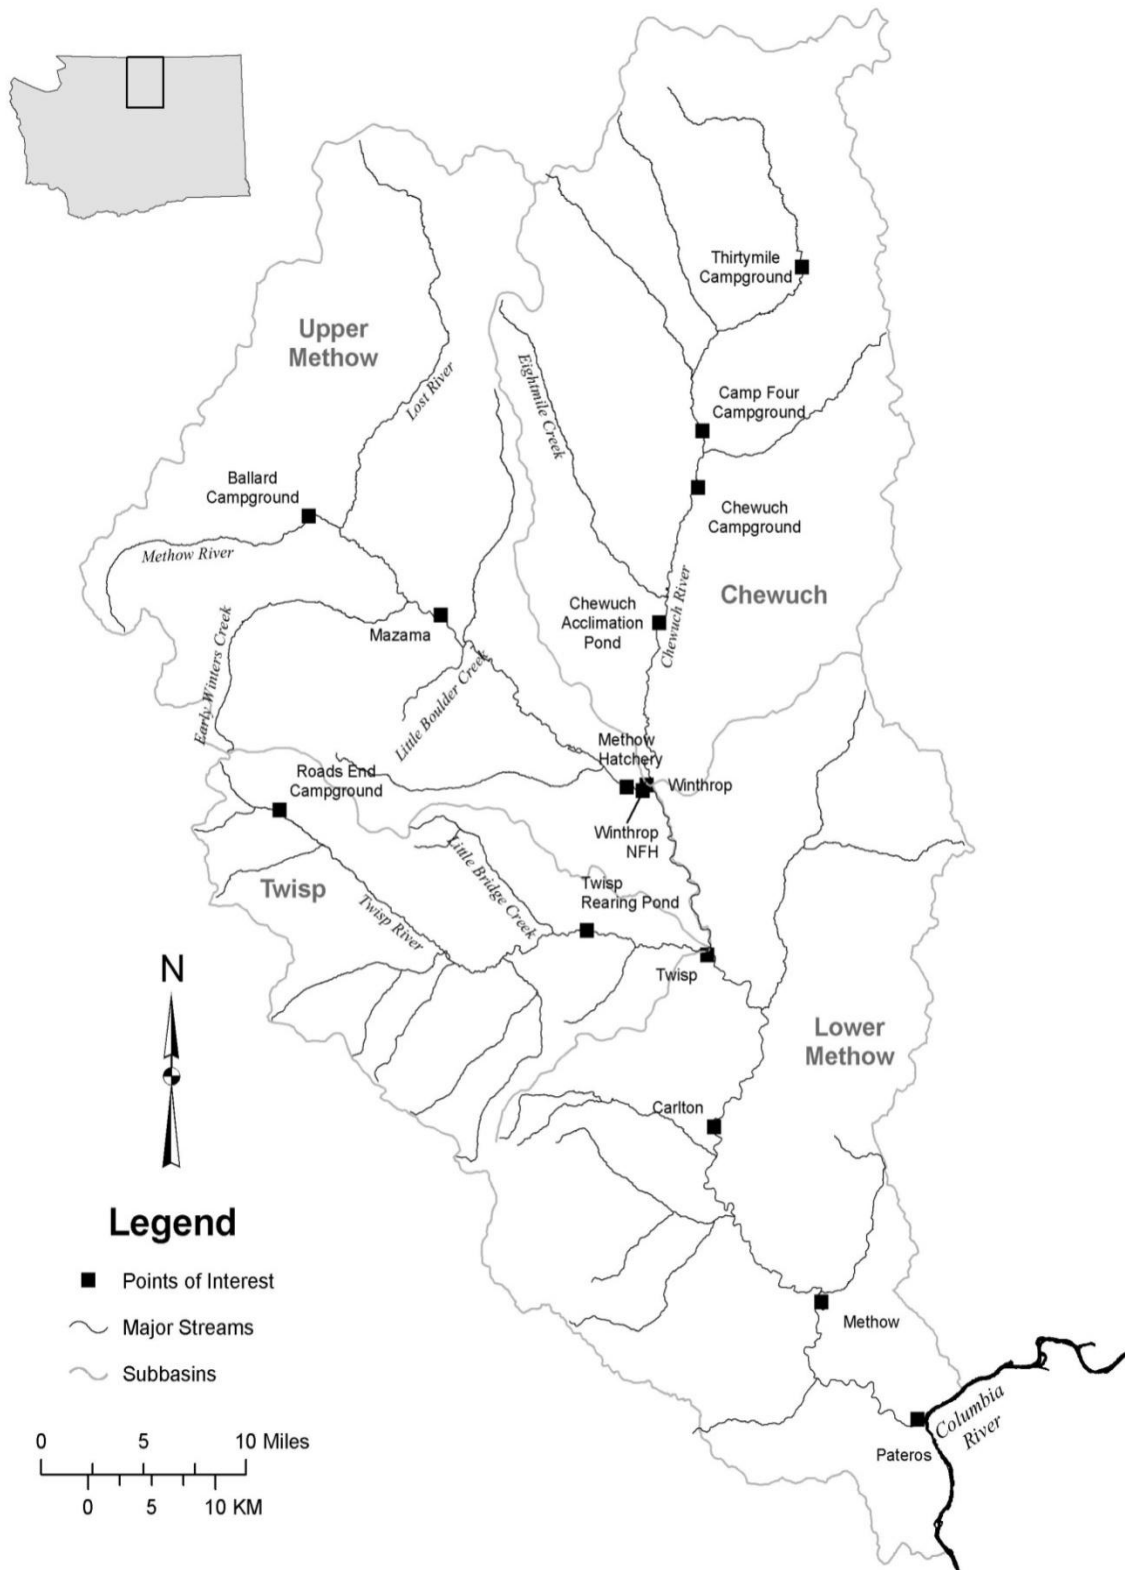 Thirtymile
Campground
Upper
Methow
Eightmile Creek
Lost River
Camp Four
Campground
Ballard
Campground
Chewuch
Campground
Methow River
Chewuch River
Chewuch
Acclimation
Pond
Chewuch
Early Winters Creek
Mazama
Little Boulder Creek
Methow
Hatchery
Roads End
Campground
Winthrop
Winthrop
NFH
Little Bridge Creek
Twisp
Twisp
Rearing Pond
Twisp River
N
Twisp
Lower
Methow
Carlton
Legend
Points of Interest
Major Streams
Subbasins
Methow
Columbia
River
Pateros
0 5 10 Miles
0 5 10 KM